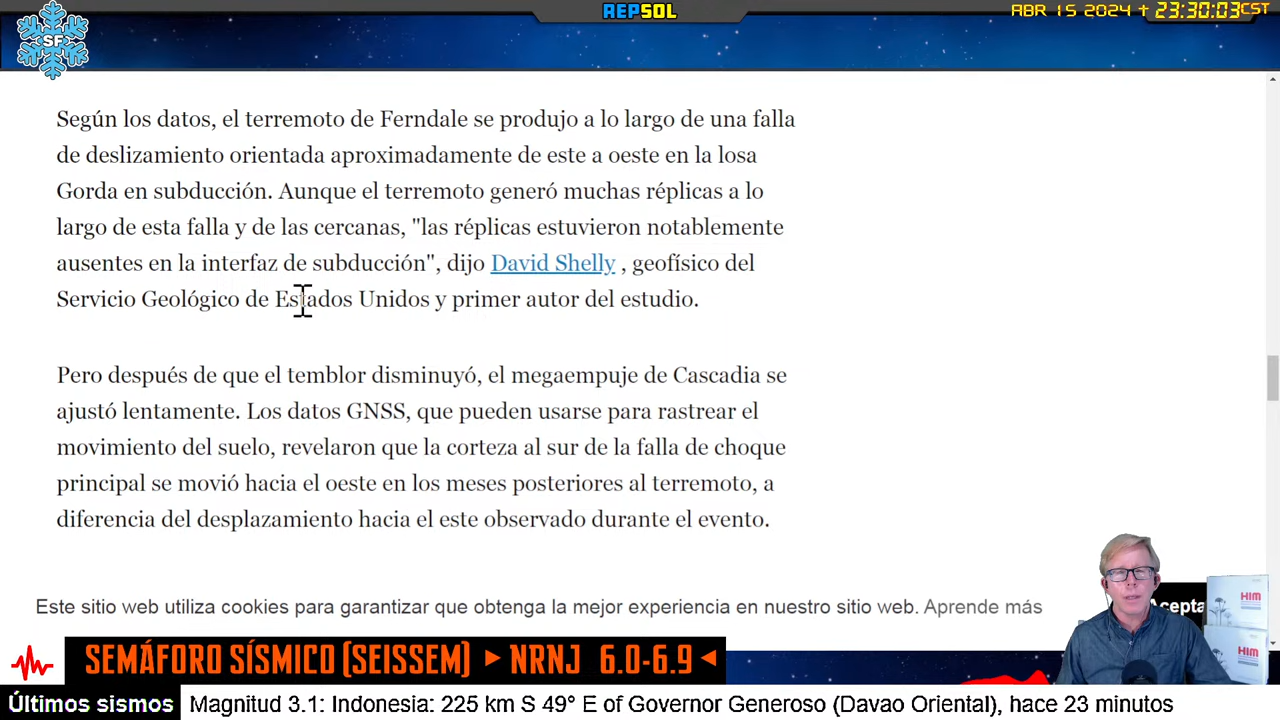 REPSOL
ABR 15 2024 † 23:30:03 CST
SF
Según los datos, el terremoto de Ferndale se produjo a lo largo de una falla
de deslizamiento orientada aproximadamente de este a oeste en la losa
Gorda en subducción. Aunque el terremoto generó muchas réplicas a lo
largo de esta falla y de las cercanas, "las réplicas estuvieron notablemente
ausentes en la interfaz de subducción", dijo David Shelly , geofísico del
Servicio Geológico de Estados Unidos y primer autor del estudio.
Pero después de que el temblor disminuyó, el megaempuje de Cascadia se
ajustó lentamente. Los datos GNSS, que pueden usarse para rastrear el
movimiento del suelo, revelaron que la corteza al sur de la falla de choque
principal se movió hacia el oeste en los meses posteriores al terremoto, a
diferencia del desplazamiento hacia el este observado durante el evento.
Este sitio web utiliza cookies para garantizar que obtenga la mejor experiencia en nuestro sitio web. Aprende más
Acepta
HIM
HIM
SEMÁFORO SÍSMICO (SEISSEM) ► NRNJ 6.0-6.9 ◄
Últimos sismos Magnitud 3.1: Indonesia: 225 km S 49° E of Governor Generoso (Davao Oriental), hace 23 minutos